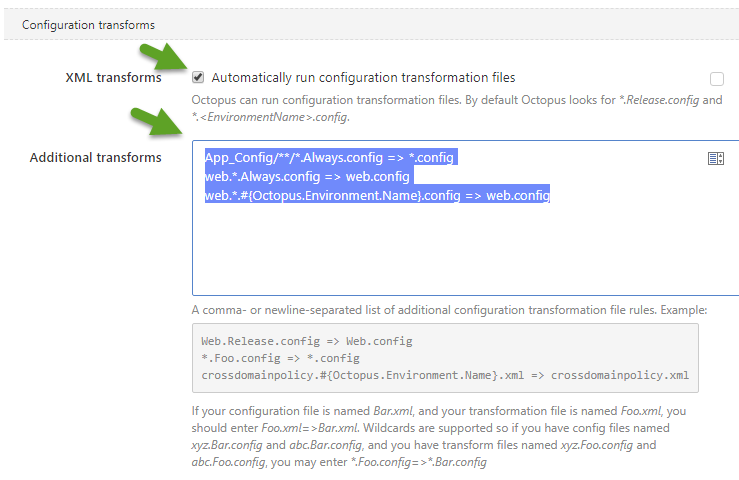 Configuration transforms
XML transforms
Automatically run configuration transformation files
Octopus can run configuration transformation files. By default Octopus looks for *.Release.config and
*.<EnvironmentName>.config.
Additional transforms
App_Config/**/*.Always.config => *.config
web.*.Always.config => web.config
web.*.#{Octopus.Environment.Name}.config => web.config
A comma- or newline-separated list of additional configuration transformation file rules. Example:
Web.Release.config => Web.config
*.Foo.config => *.config
crossdomainpolicy.#{Octopus.Environment.Name}.xml => crossdomainpolicy.xml
If your configuration file is named Bar.xml, and your transformation file is named Foo.xml, you
should enter Foo.xml=>Bar.xml. Wildcards are supported so if you have config files named
xyz.Bar.config and abc.Bar.config, and you have transform files named xyz.Foo.config and
abc.Foo.config, you may enter *.Foo.config=>*.Bar.config